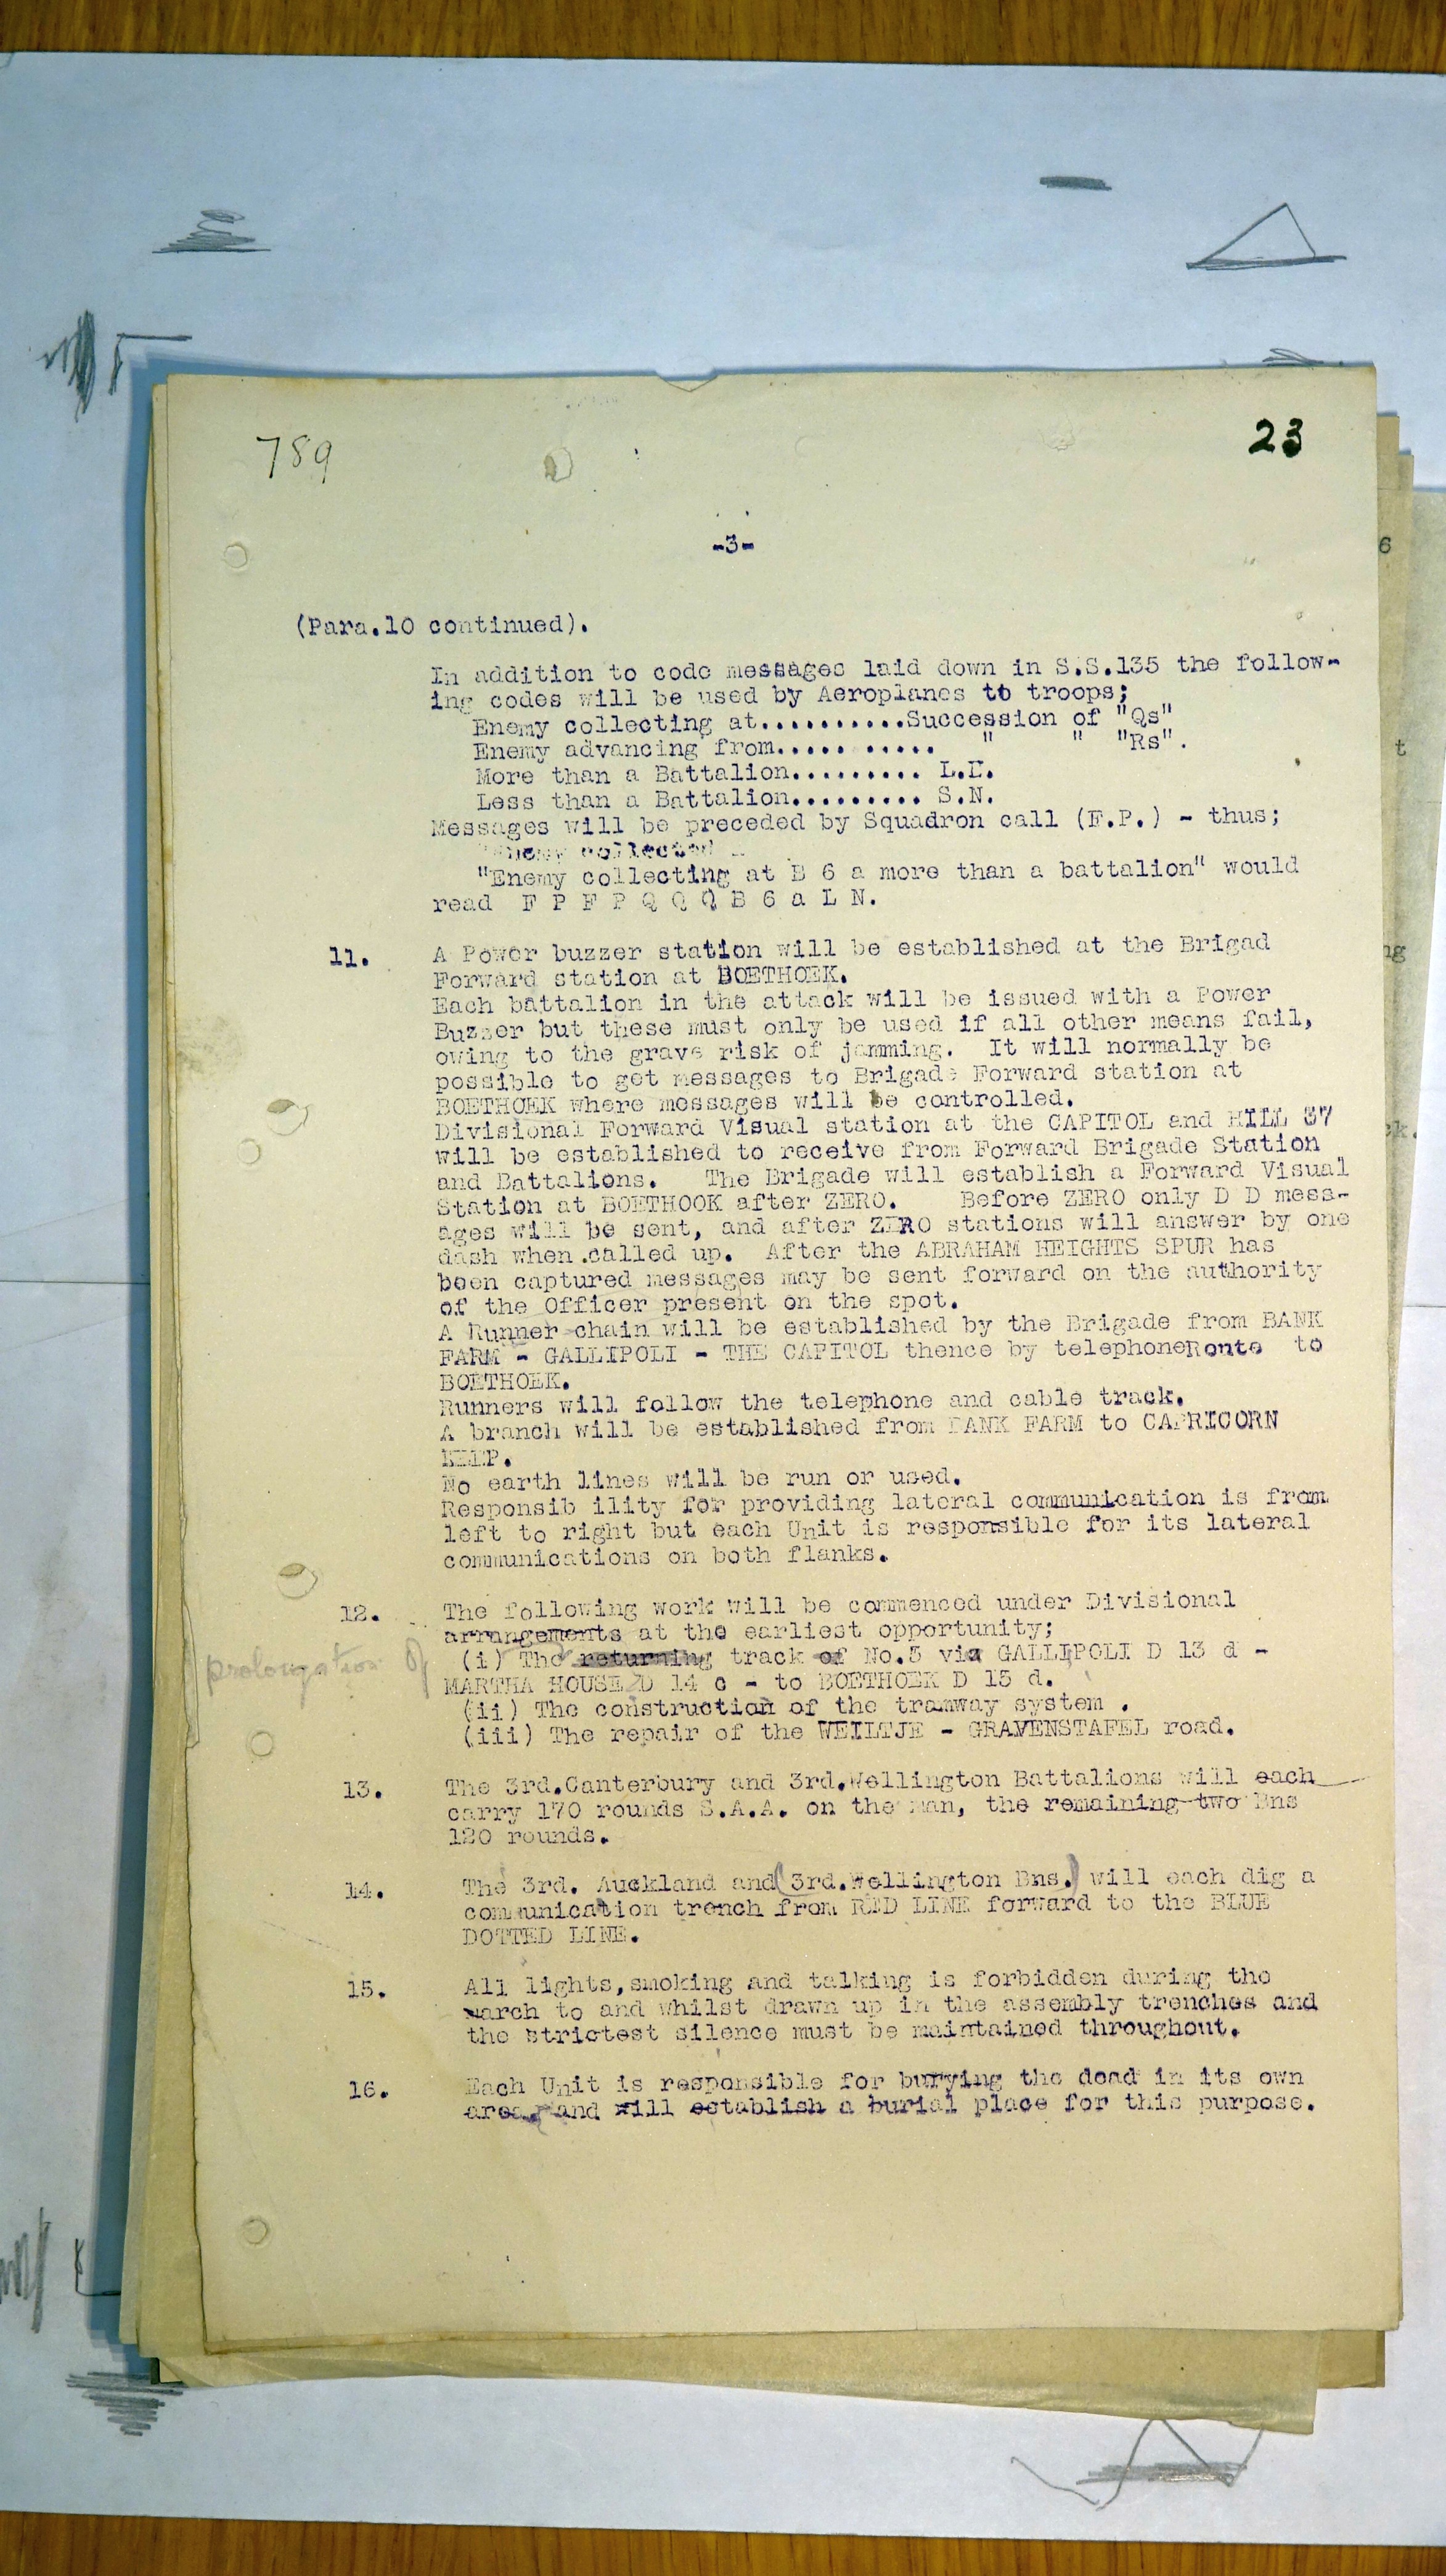 789
23
-3-
(Para.10 continued).
In addition to code messages laid down in S.S.135 the follow-
ing codes will be used by Aeroplanes to troops;
Enemy collecting at..........Succession of "Qs"
Enemy advancing from........... " " "Rs".
More than a Battalion......... L.N.
Less than a Battalion......... S.N.
Messages will be preceded by Squadron call (F.P.) - thus;
"Enemy collected -
"Enemy collecting at B 6 a more than a battalion" would
read F P F P Q Q Q B 6 a L N.
11. A Power buzzer station will be established at the Brigad
Forward station at BOETHOEK.
Each battalion in the attack will be issued with a Power
Buzzer but these must only be used if all other means fail,
owing to the grave risk of jamming. It will normally be
possible to get messages to Brigade Forward station at
BOETHOEK where messages will be controlled.
Divisional Forward Visual station at the CAPITOL and HILL 37
will be established to receive from Forward Brigade Station
and Battalions. The Brigade will establish a Forward Visual
Station at BOETHOOK after ZERO. Before ZERO only D D mess-
ages will be sent, and after ZERO stations will answer by one
dash when .called up. After the ABRAHAM HEIGHTS SPUR has
been captured messages may be sent forward on the authority
of the Officer present on the spot.
A Runner chain will be established by the Brigade from BANK
FARM - GALLIPOLI - THE CAPITOL thence by telephoneRoute to
BOETHOEK.
Runners will follow the telephone and cable track.
A branch will be established from BANK FARM to CAPRICORN
KEEP.
No earth lines will be run or used.
Responsib ility for providing lateral communication is from
left to right but each Unit is responsible for its lateral
communications on both flanks.
12. The following work will be commenced under Divisional
arrangements at the earliest opportunity;
(i) The returning track of No.5 via GALLIPOLI D 13 d -
prolongation of
MARTHA HOUSE D 14 c - to BOETHOEK D 15 d.
(ii) The construction of the tramway system .
(iii) The repair of the WEILTJE - GRAVENSTAFEL road.
13. The 3rd.Canterbury and 3rd.Wellington Battalions will each
carry 170 rounds S.A.A. on the man, the remaining two Bns
120 rounds.
14. The 3rd. Auckland and (3rd.Wellington Bns.) will each dig a
communication trench from RED LINE forward to the BLUE
DOTTED LINE.
15. All lights,smoking and talking is forbidden during the
march to and whilst drawn up in the assembly trenches and
the strictest silence must be maintained throughout.
16. Each Unit is responsible for burying the dead in its own
area, and will establish a burial place for this purpose.
6
t
ng
ck.